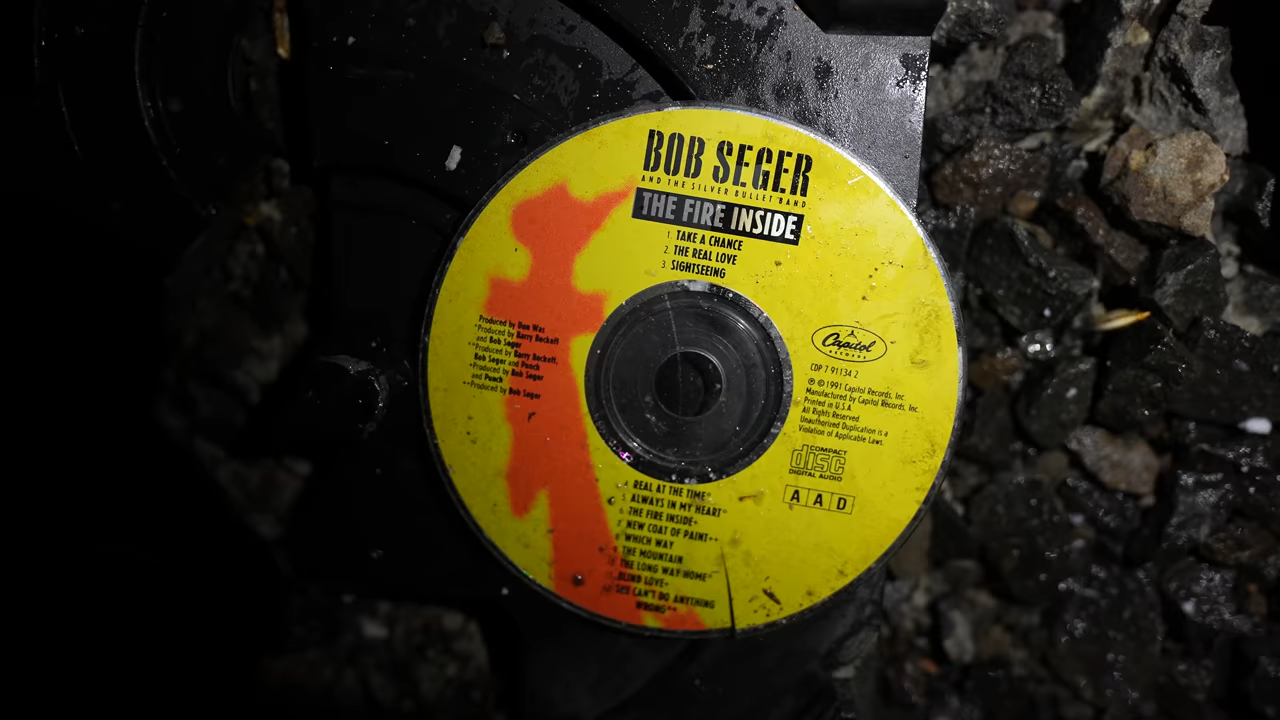 BOB SEGER
AND THE SILVER BULLET BAND
THE FIRE INSIDE
1. TAKE A CHANCE
2. THE REAL LOVE
3. SIGHTSEEING
Produced by Don Was
*Produced by Barry Beckett
and Bob Seger
**Produced by Barry Beckett,
Bob Seger and Punch
+Produced by Bob Seger
and Punch
++Produced by Bob Seger
Capitol
RECORDS
CDP 7 91134 2
℗ © 1991 Capitol Records, Inc.
Manufactured by Capitol Records, Inc.
Printed in U.S.A.
All Rights Reserved.
Unauthorized Duplication is a
Violation of Applicable Laws.
COMPACT
disc
DIGITAL AUDIO
A A D
4. REAL AT THE TIME*
5. ALWAYS IN MY HEART*
6. THE FIRE INSIDE+
7. NEW COAT OF PAINT++
WHICH WAY
THE MOUNTAIN
THE LONG WAY HOME*
BLIND LOVE+
SHE CAN'T DO ANYTHING
WRONG**